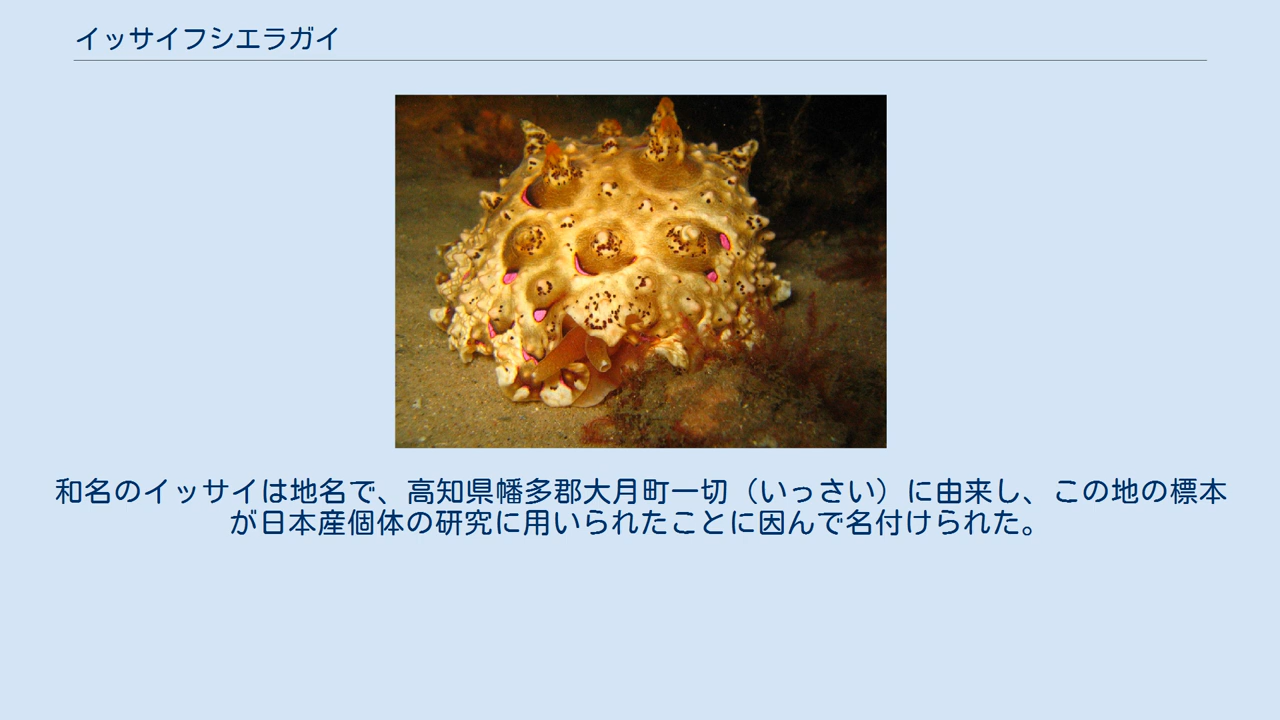 イッサイフシエラガイ
和名のイッサイは地名で、高知県幡多郡大月町一切（いっさい）に由来し、この地の標本
が日本産個体の研究に用いられたことに因んで名付けられた。